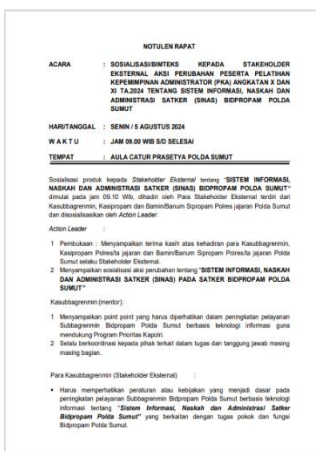 NOTULEN RAPAT
ACARA : SOSIALISASI/BIMTEKS KEPADA STAKEHOLDER
EKSTERNAL AKSI PERUBAHAN PESERTA PELATIHAN
KEPEMIMPINAN ADMINISTRATOR (PKA) ANGKATAN X DAN
XI TA.2024 TENTANG SISTEM INFORMASI, NASKAH DAN
ADMINISTRASI SATKER (SINAS) BIDPROPAM POLDA
SUMUT
HARI/TANGGAL : SENIN / 5 AGUSTUS 2024
W A K T U : JAM 09.00 WIB S/D SELESAI
TEMPAT : AULA CATUR PRASETYA POLDA SUMUT
Sosialisasi produk kepada Stakeholder Eksternal tentang "SISTEM INFORMASI,
NASKAH DAN ADMINISTRASI SATKER (SINAS) BIDPROPAM POLDA SUMUT"
dimulai pada jam 09.10 Wib, dihadiri oleh Para Stakeholder Eksternal terdiri dari
Kasubbagrenmin, Kasipropam dan Bamin/Banum Sipropam Polres jajaran Polda Sumut
dan disosialisasikan oleh Action Leader.
Action Leader :
1 Pembukaan : Menyampaikan terima kasih atas kehadiran para Kasubbagrenmin,
Kasipropam Polres/ta jajaran dan Bamin/Banum Sipropam Polres/ta jajaran Polda
Sumut selaku Stakeholder Eksternal.
2 Menyampaikan sosialisasi aksi perubahan tentang "SISTEM INFORMASI, NASKAH
DAN ADMINISTRASI SATKER (SINAS) PADA SATKER BIDPROPAM POLDA
SUMUT"
Kasubbagrenmin (mentor):
1 Menyampaikan point point yang harus diperhatikan dalam peningkatan pelayanan
Subbagrenmin Bidpropam Polda Sumut berbasis teknologi informasi guna
mendukung Program Prioritas Kapolri.
2 Selalu berkoordinasi kepada pihak terkait dalam tugas dan tanggung jawab masing
masing bagian.
Para Kasubbagrenmin (Stakeholder Eksternal) :
• Harus memperhatikan peraturan atau kebijakan yang menjadi dasar pada
peningkatan pelayanan Subbagrenmin Bidpropam Polda Sumut berbasis teknologi
informasi tentang "Sistem Informasi, Naskah dan Administrasi Satker
Bidpropam Polda Sumut" yang berkaitan dengan tugas pokok dan fungsi
Bidpropam Polda Sumut.